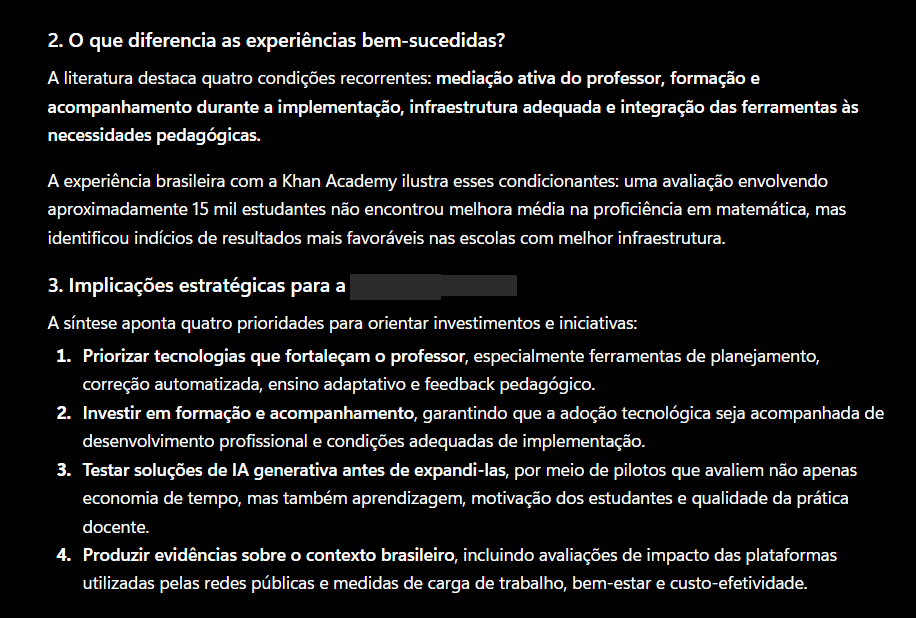 2. O que diferencia as experiências bem-sucedidas?
A literatura destaca quatro condições recorrentes: mediação ativa do professor, formação e
acompanhamento durante a implementação, infraestrutura adequada e integração das ferramentas às
necessidades pedagógicas.
A experiência brasileira com a Khan Academy ilustra esses condicionantes: uma avaliação envolvendo
aproximadamente 15 mil estudantes não encontrou melhora média na proficiência em matemática, mas
identificou indícios de resultados mais favoráveis nas escolas com melhor infraestrutura.
3. Implicações estratégicas para a
A síntese aponta quatro prioridades para orientar investimentos e iniciativas:
1. Priorizar tecnologias que fortaleçam o professor, especialmente ferramentas de planejamento,
correção automatizada, ensino adaptativo e feedback pedagógico.
2. Investir em formação e acompanhamento, garantindo que a adoção tecnológica seja acompanhada de
desenvolvimento profissional e condições adequadas de implementação.
3. Testar soluções de IA generativa antes de expandi-las, por meio de pilotos que avaliem não apenas
economia de tempo, mas também aprendizagem, motivação dos estudantes e qualidade da prática
docente.
4. Produzir evidências sobre o contexto brasileiro, incluindo avaliações de impacto das plataformas
utilizadas pelas redes públicas e medidas de carga de trabalho, bem-estar e custo-efetividade.